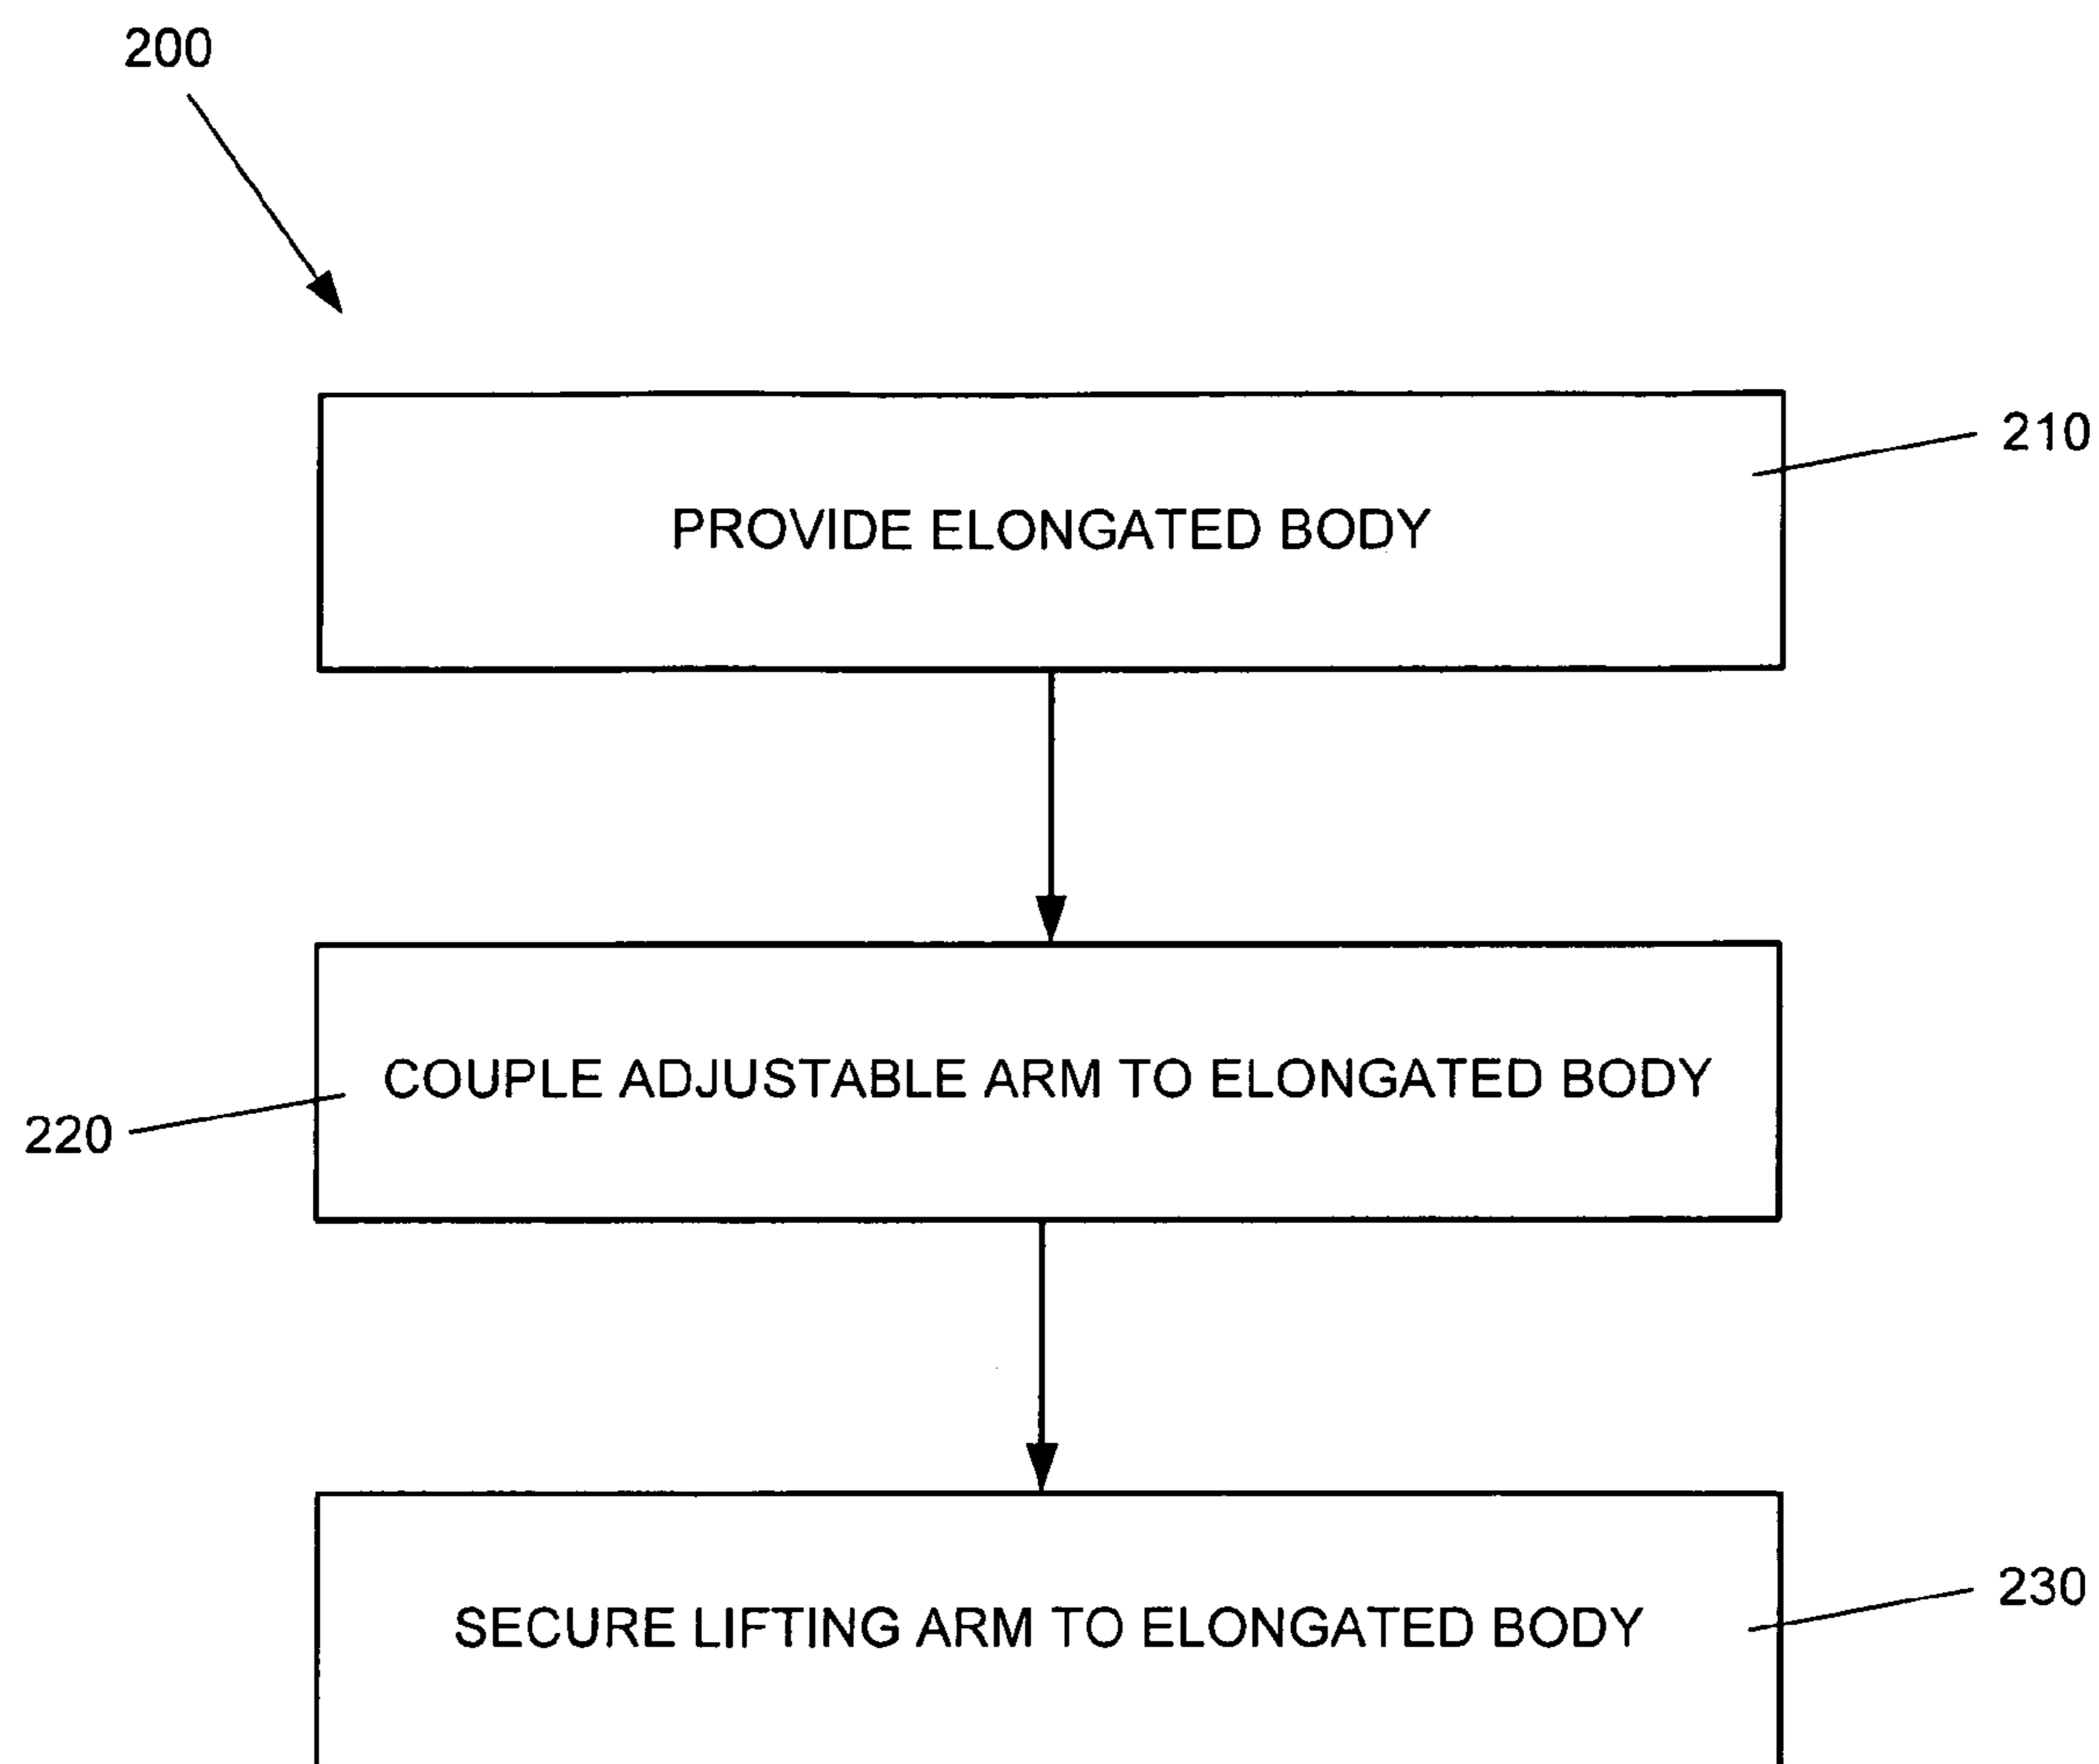 200
210
PROVIDE ELONGATED BODY
COUPLE ADJUSTABLE ARM TO ELONGATED BODY
220
230
SECURE LIFTING ARM TO ELONGATED BODY